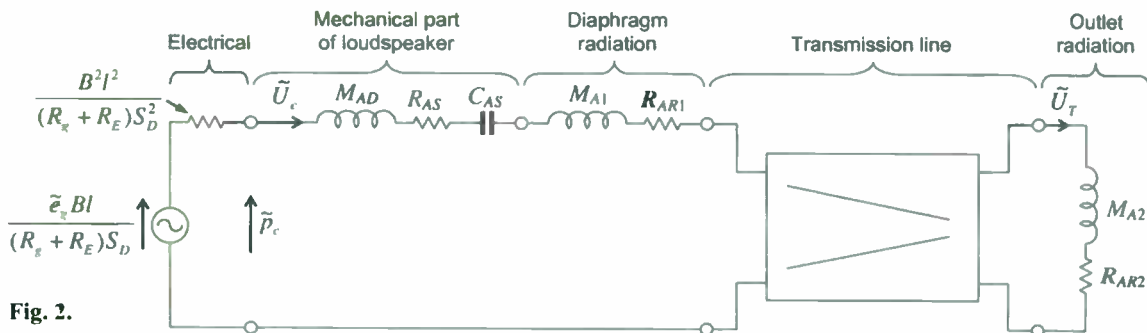 Electrical
Mechanical part
of loudspeaker
Diaphragm
radiation
Transmission line
Outlet
radiation
B²l²
(R_g + R_E)S_D²
Ũ_c
M_AD
R_AS
C_AS
M_A1
R_AR1
Ũ_T
ẽ_g Bl
(R_g + R_E)S_D
p̃_c
M_A2
R_AR2
Fig. 2.